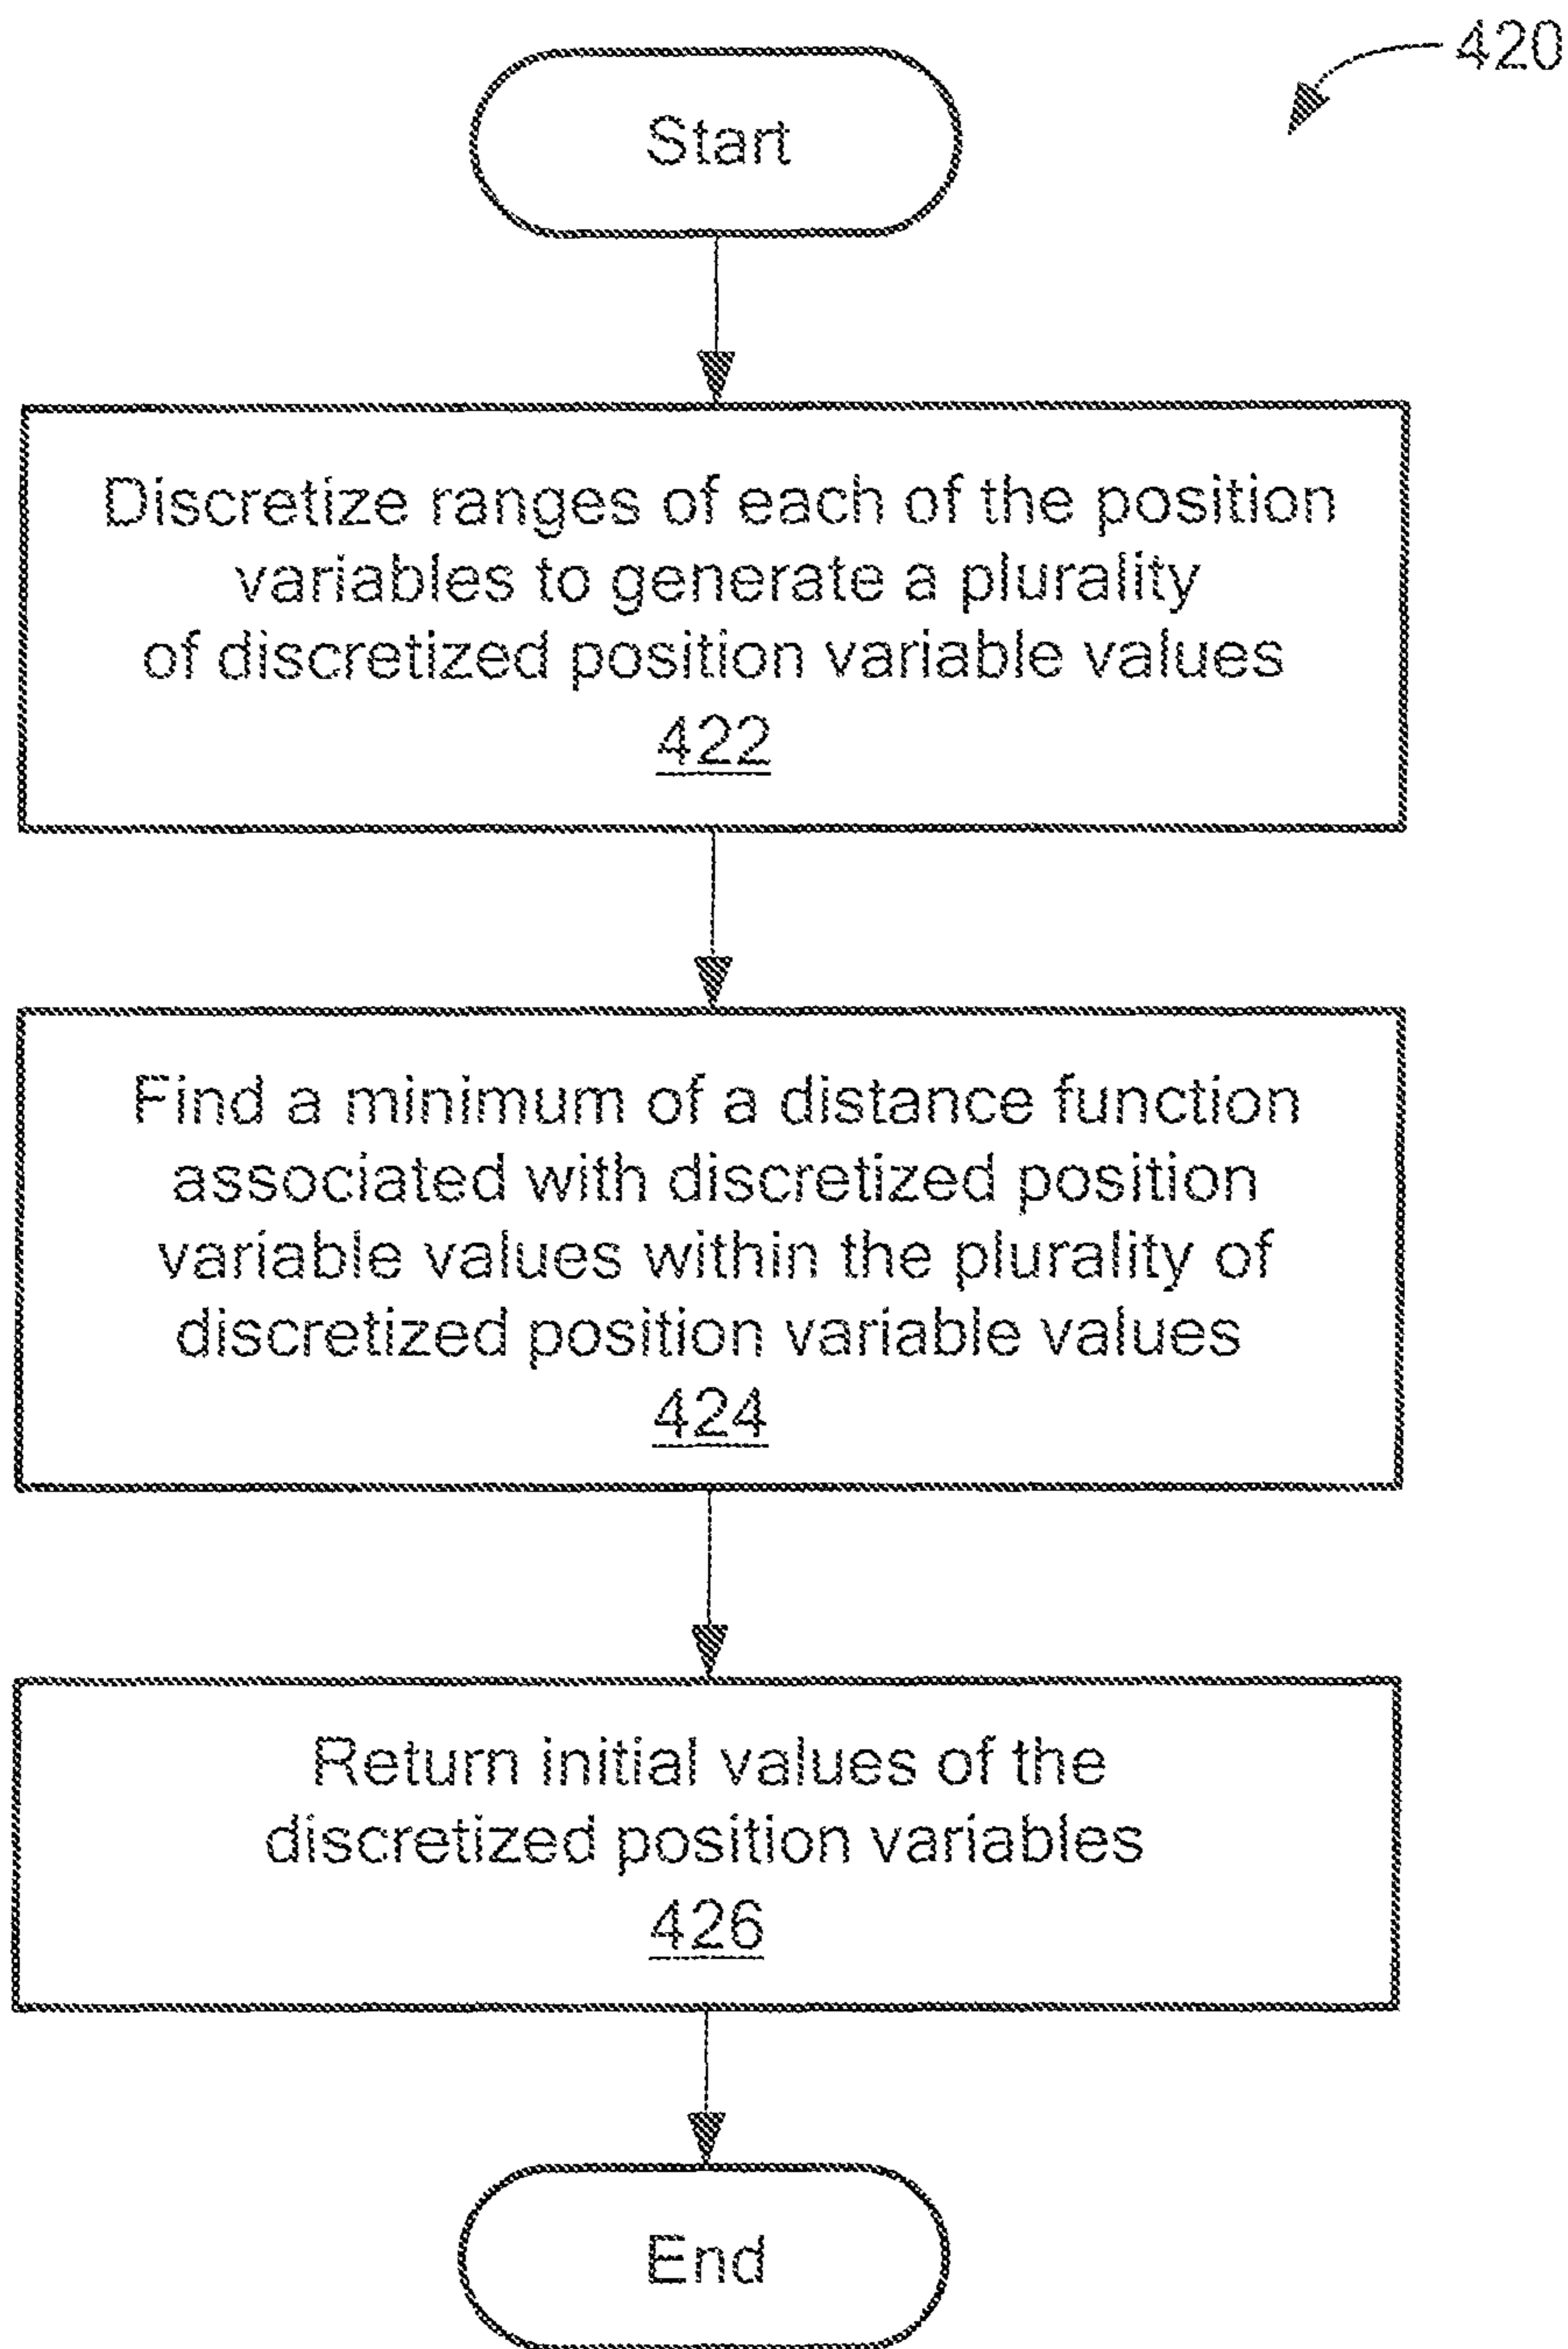 420
Start
Discretize ranges of each of the position
variables to generate a plurality
of discretized position variable values
422
Find a minimum of a distance function
associated with discretized position
variable values within the plurality of
discretized position variable values
424
Return initial values of the
discretized position variables
426
End